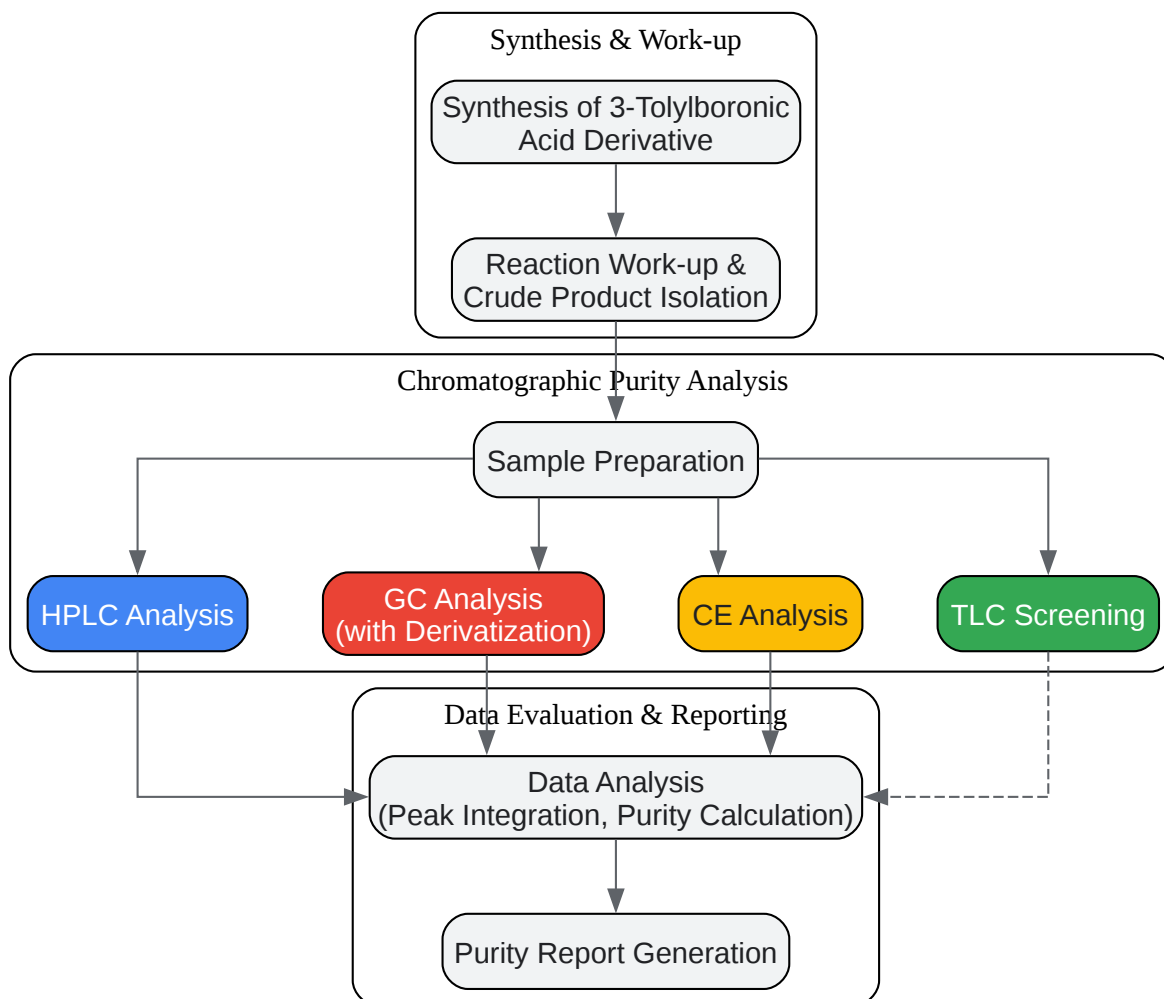 Synthesis & Work-up
Synthesis of 3-Tolylboronic
Acid Derivative
Reaction Work-up &
Crude Product Isolation
Chromatographic Purity Analysis
Sample Preparation
HPLC Analysis
GC Analysis
(with Derivatization)
CE Analysis
TLC Screening
Data Evaluation & Reporting
Data Analysis
(Peak Integration, Purity Calculation)
Purity Report Generation